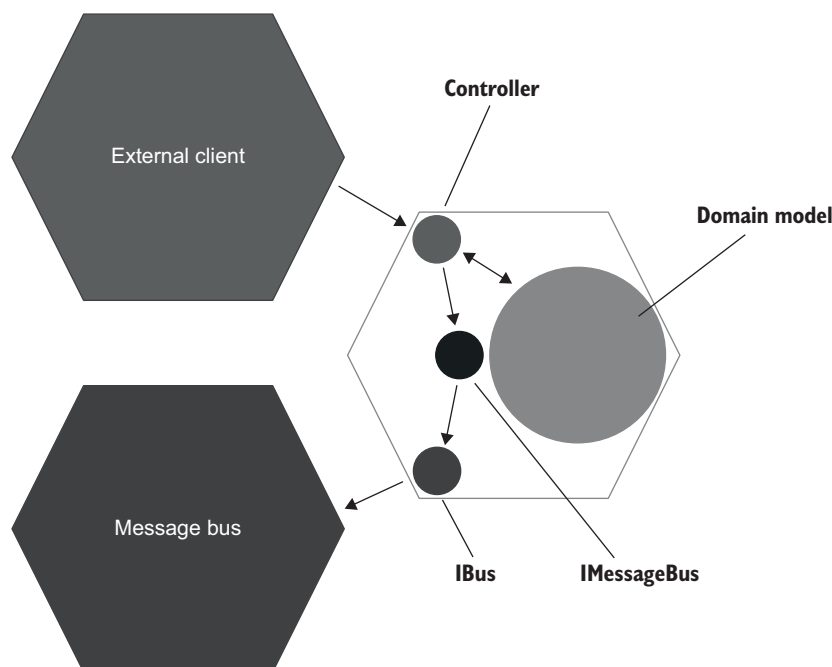 Controller
External client
Domain model
Message bus
IBus
IMessageBus